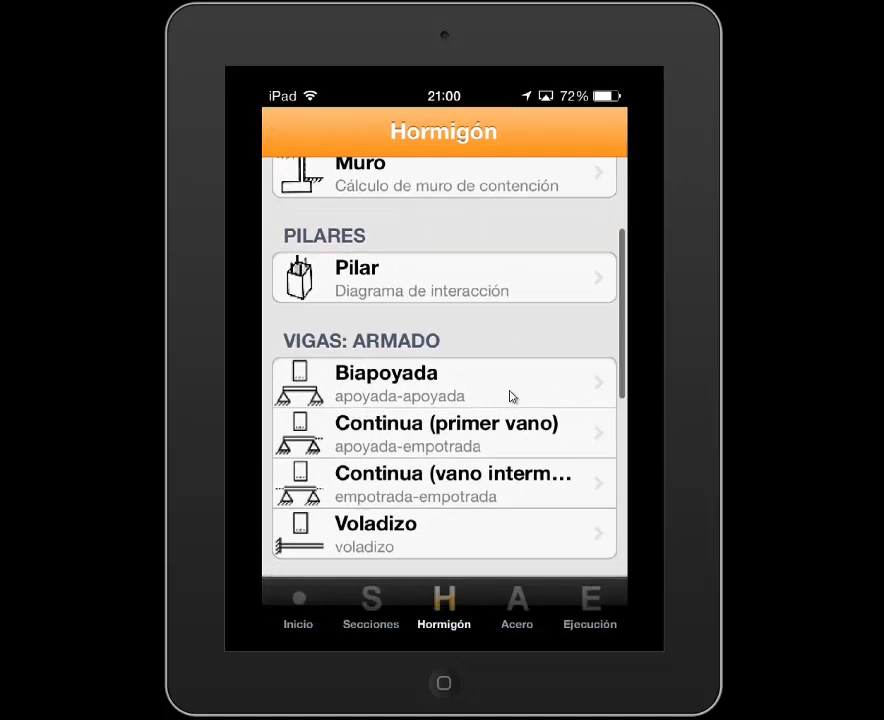 iPad 21:00 72%
Hormigón
Muro
Cálculo de muro de contención
PILARES
Pilar
Diagrama de interacción
VIGAS: ARMADO
Biapoyada
apoyada-apoyada
Continua (primer vano)
apoyada-empotrada
Continua (vano interm...
empotrada-empotrada
Voladizo
voladizo
S H A E
Inicio Secciones Hormigón Acero Ejecución